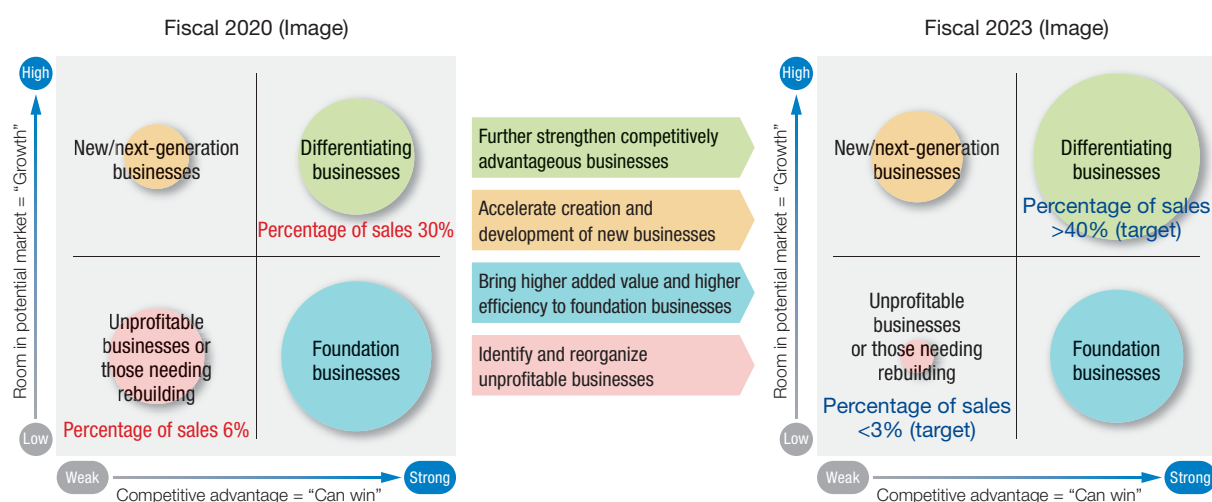 Fiscal 2020 (Image)
High
Room in potential market = “Growth”
Low
New/next-generation
businesses
Differentiating
businesses
Percentage of sales 30%
Unprofitable
businesses or
those needing
rebuilding
Percentage of sales 6%
Foundation
businesses
Weak
Strong
Competitive advantage = “Can win”
Further strengthen competitively
advantageous businesses
Accelerate creation and
development of new businesses
Bring higher added value and higher
efficiency to foundation businesses
Identify and reorganize
unprofitable businesses
Fiscal 2023 (Image)
High
Room in potential market = “Growth”
Low
New/next-generation
businesses
Differentiating
businesses
Percentage of sales
>40% (target)
Unprofitable
businesses
or those needing
rebuilding
Percentage of sales
<3% (target)
Foundation
businesses
Weak
Strong
Competitive advantage = “Can win”